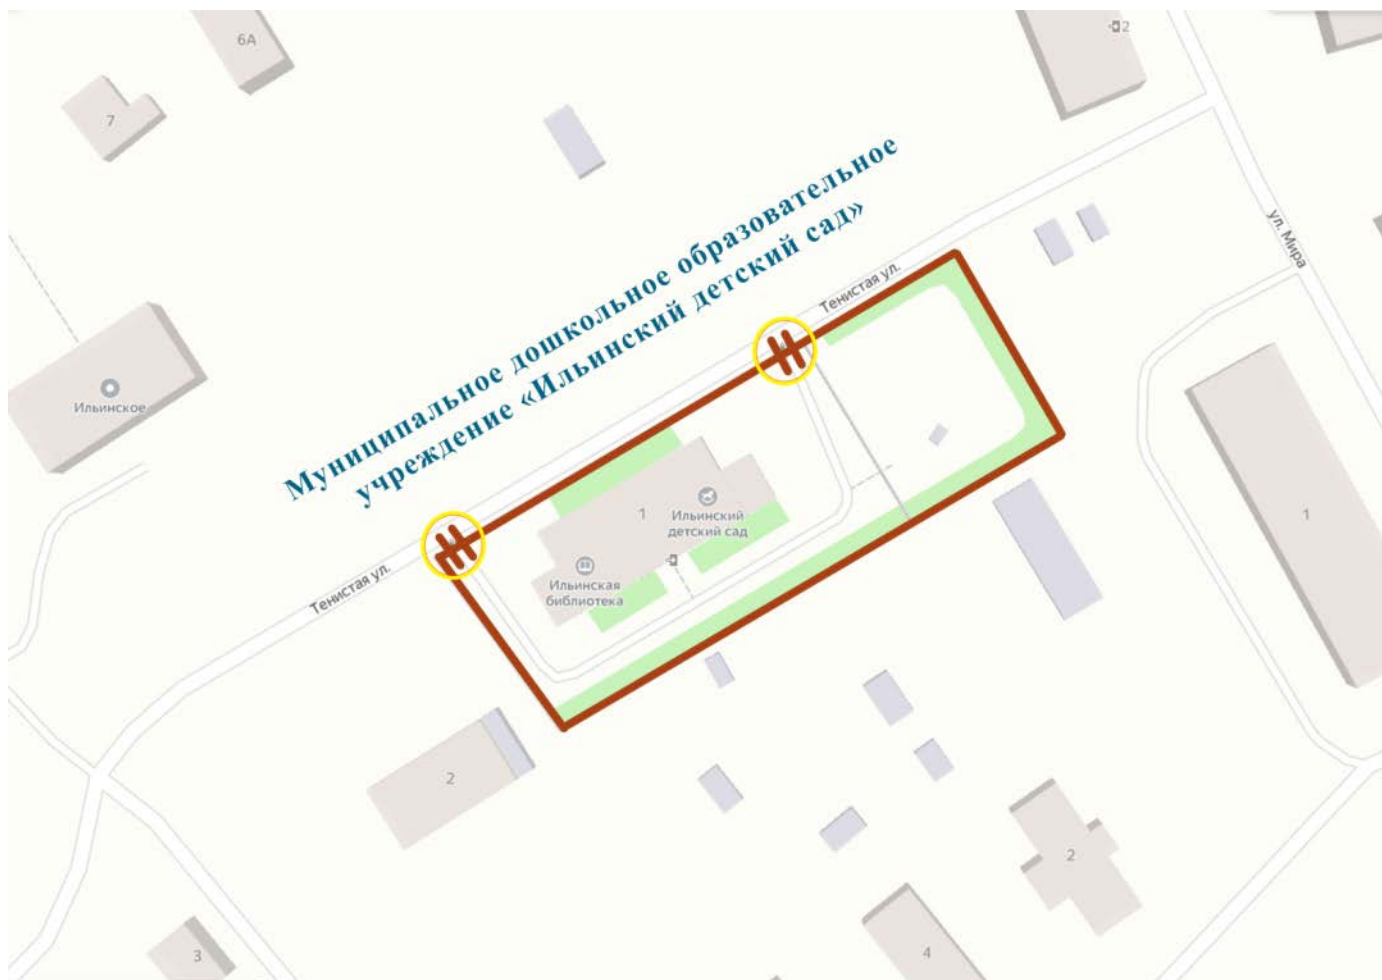 6А
2
7
Муниципальное дошкольное образовательное
учреждение «Ильинский детский сад»
ул. Мира
Тенистая ул.
Ильинское
1
Ильинский
детский сад
1
Ильинская
библиотека
Тенистая ул.
2
2
3
4